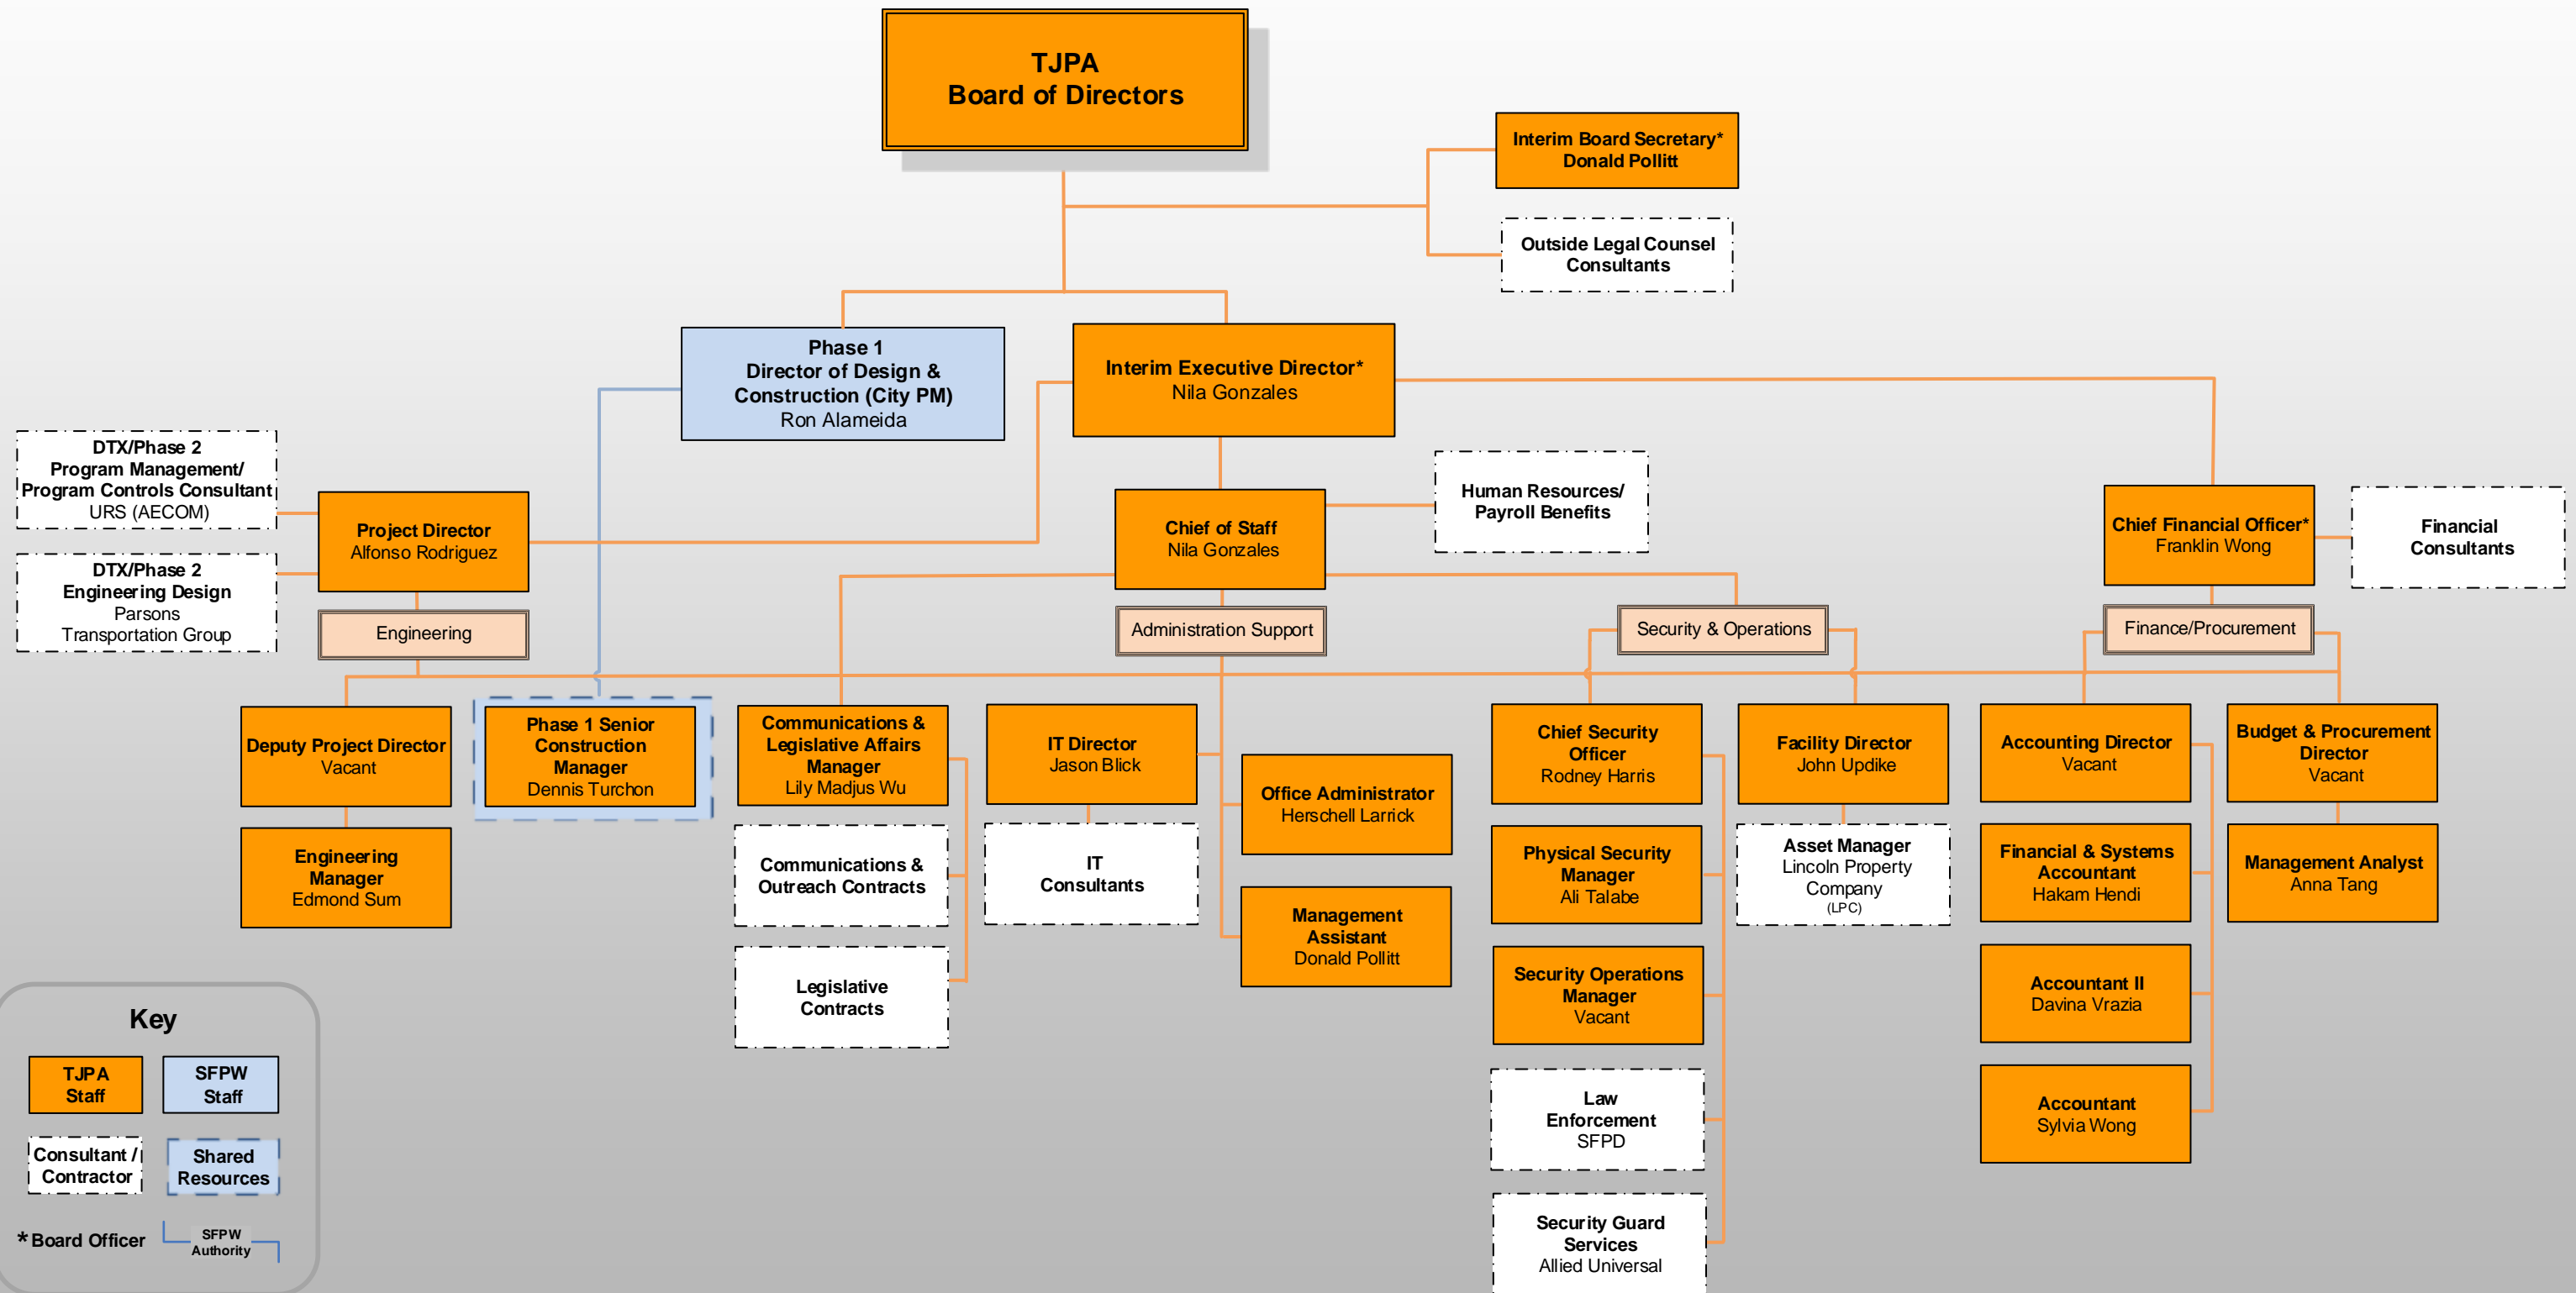 TJPA
Board of Directors
Interim Board Secretary*
Donald Pollitt
Outside Legal Counsel
Consultants
Phase 1
Director of Design &
Construction (City PM)
Ron Alameida
Interim Executive Director*
Nila Gonzales
DTX/Phase 2
Program Management/
Program Controls Consultant
URS (AECOM)
DTX/Phase 2
Engineering Design
Parsons
Transportation Group
Project Director
Alfonso Rodriguez
Chief of Staff
Nila Gonzales
Human Resources/
Payroll Benefits
Chief Financial Officer*
Franklin Wong
Financial
Consultants
Engineering
Administration Support
Security & Operations
Finance/Procurement
Deputy Project Director
Vacant
Engineering
Manager
Edmond Sum
Phase 1 Senior
Construction
Manager
Dennis Turchon
Communications &
Legislative Affairs
Manager
Lily Madjus Wu
Communications &
Outreach Contracts
Legislative
Contracts
IT Director
Jason Blick
IT
Consultants
Office Administrator
Herschell Larrick
Management
Assistant
Donald Pollitt
Chief Security
Officer
Rodney Harris
Physical Security
Manager
Ali Talabe
Security Operations
Manager
Vacant
Law
Enforcement
SFPD
Security Guard
Services
Allied Universal
Facility Director
John Updike
Asset Manager
Lincoln Property
Company
(LPC)
Accounting Director
Vacant
Financial & Systems
Accountant
Hakam Hendi
Accountant II
Davina Vrazia
Accountant
Sylvia Wong
Budget & Procurement
Director
Vacant
Management Analyst
Anna Tang
Key
TJPA
Staff
SFPW
Staff
Consultant /
Contractor
Shared
Resources
* Board Officer
SFPW
Authority